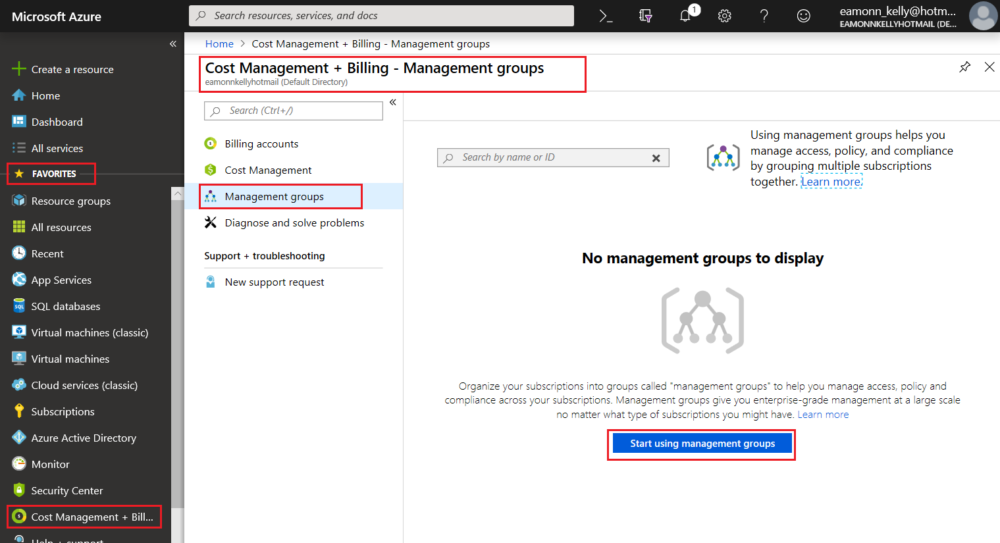 Microsoft Azure
Search resources, services, and docs
1
eamonn_kelly@hotm...
EAMONNKELLYHOTMAIL (DE...
«
Create a resource
Home
Dashboard
All services
FAVORITES
Resource groups
All resources
Recent
App Services
SQL
SQL databases
Virtual machines (classic)
Virtual machines
Cloud services (classic)
Subscriptions
Azure Active Directory
Monitor
Security Center
Cost Management + Bill...
Help + support
Home > Cost Management + Billing - Management groups
Cost Management + Billing - Management groups
eamonnkellyhotmail (Default Directory)
Search (Ctrl+/)
«
Billing accounts
Cost Management
Management groups
Diagnose and solve problems
Support + troubleshooting
New support request
Search by name or ID
Using management groups helps you
manage access, policy, and compliance
by grouping multiple subscriptions
together. Learn more.
No management groups to display
Organize your subscriptions into groups called "management groups" to help you manage access, policy and
compliance across your subscriptions. Management groups give you enterprise-grade management at a large scale
no matter what type of subscriptions you might have. Learn more
Start using management groups